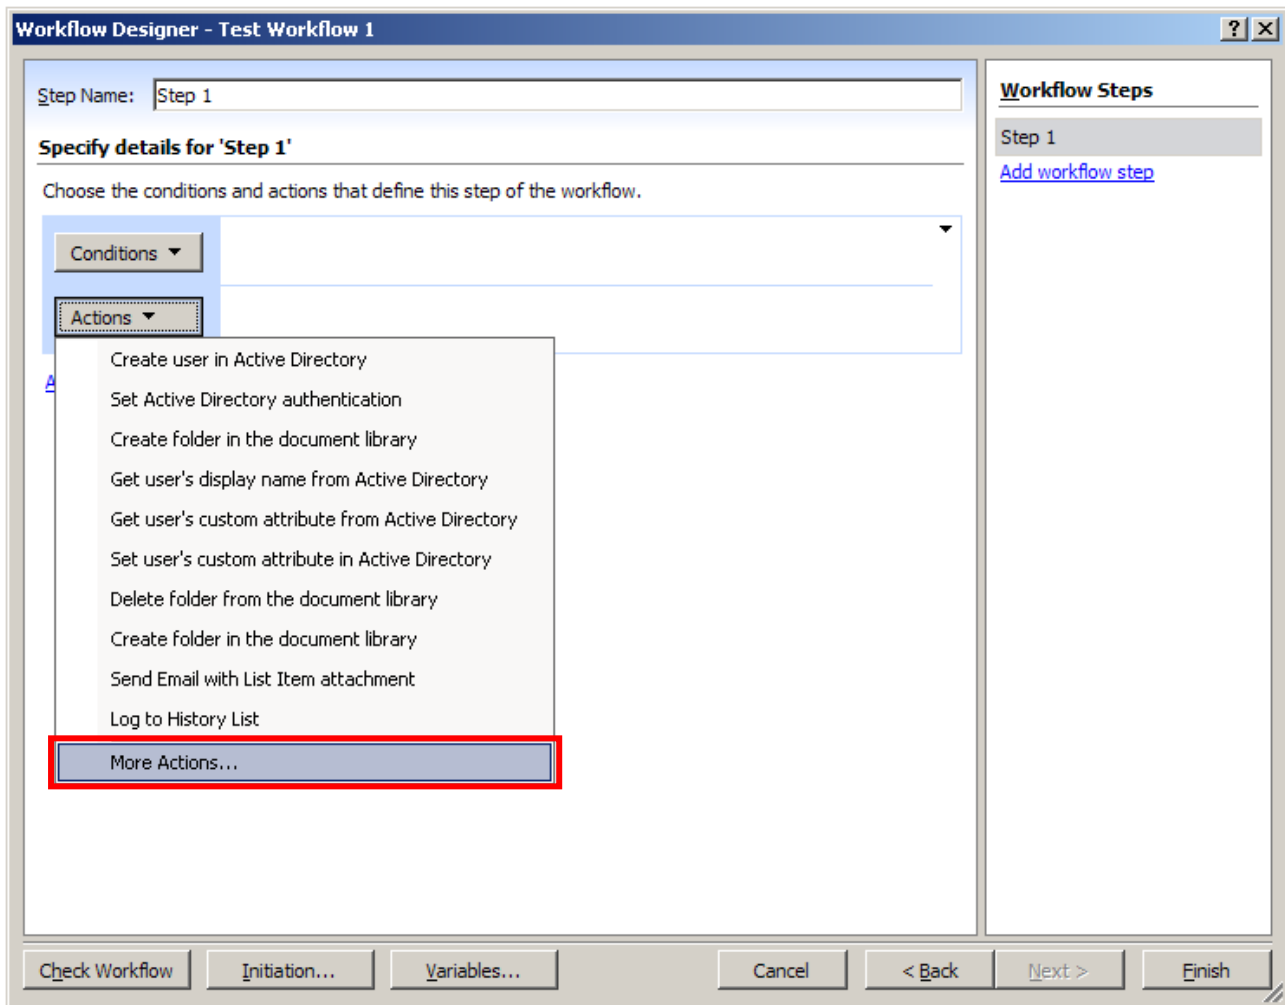 Workflow Designer - Test Workflow 1
Step Name: Step 1
Specify details for 'Step 1'
Choose the conditions and actions that define this step of the workflow.
Conditions
Actions
A
Create user in Active Directory
Set Active Directory authentication
Create folder in the document library
Get user's display name from Active Directory
Get user's custom attribute from Active Directory
Set user's custom attribute in Active Directory
Delete folder from the document library
Create folder in the document library
Send Email with List Item attachment
Log to History List
More Actions...
Workflow Steps
Step 1
Add workflow step
Check Workflow Initiation... Variables... Cancel < Back Next > Finish